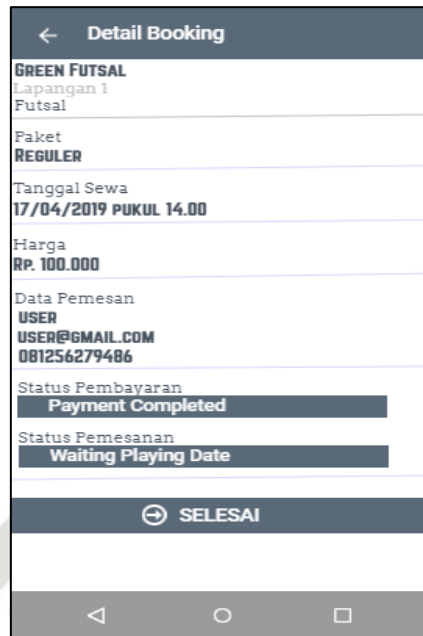 Detail Booking
GREEN FUTSAL
Lapangan 1
Futsal
Paket
REGULER
Tanggal Sewa
17/04/2019 PUKUL 14.00
Harga
RP. 100.000
Data Pemesan
USER
USER@GMAIL.COM
081256279486
Status Pembayaran
Payment Completed
Status Pemesanan
Waiting Playing Date
SELESAI